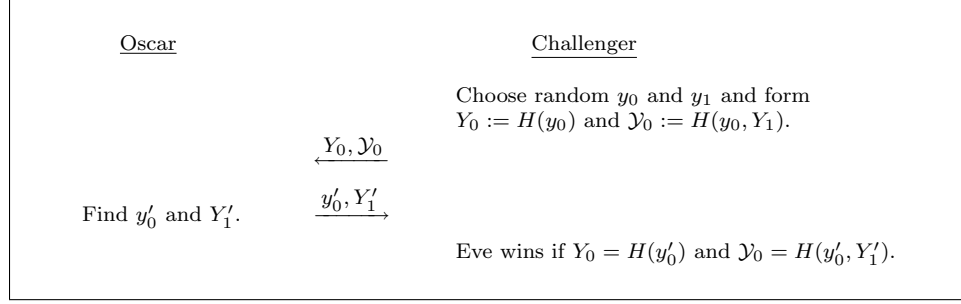 Oscar Challenger
Choose random y₀ and y₁ and form
Y₀ := H(y₀) and 𝒴₀ := H(y₀, Y₁).
Y₀, 𝒴₀
y′₀, Y′₁
Find y′₀ and Y′₁.
Eve wins if Y₀ = H(y′₀) and 𝒴₀ = H(y′₀, Y′₁).